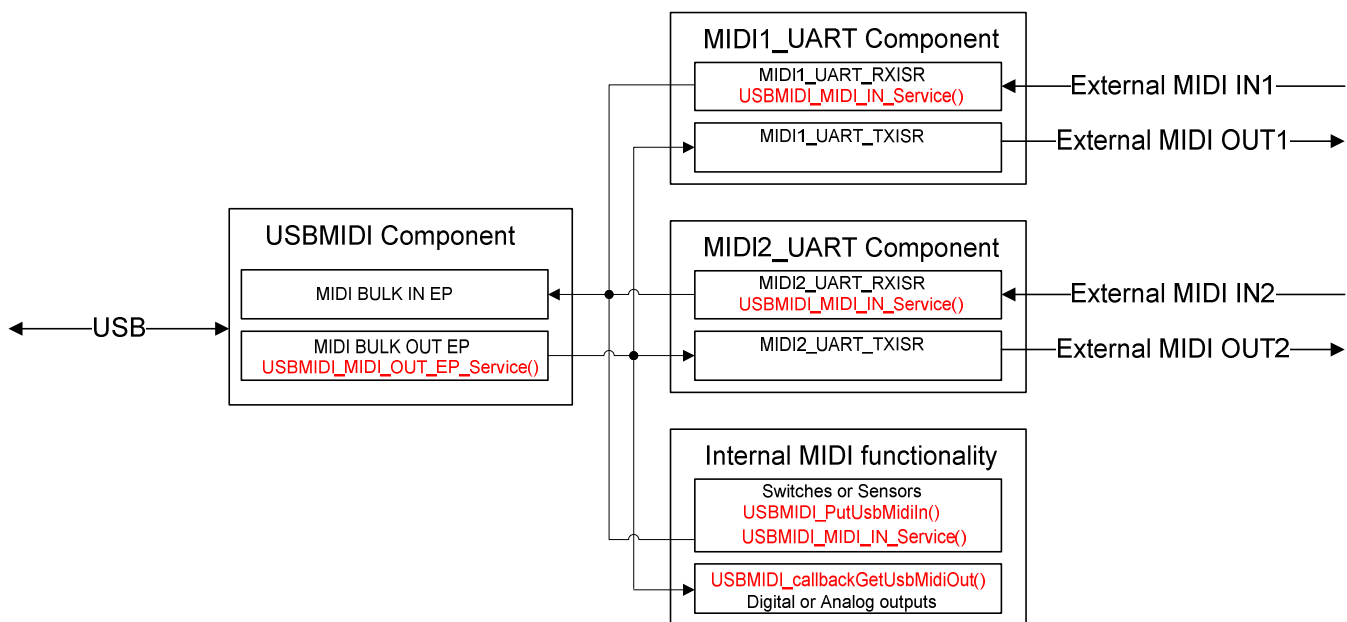 MIDI1_UART Component
MIDI1_UART_RXISR
USBMIDI_MIDI_IN_Service()
External MIDI IN1
MIDI1_UART_TXISR
External MIDI OUT1
USBMIDI Component
MIDI BULK IN EP
USB
MIDI BULK OUT EP
USBMIDI_MIDI_OUT_EP_Service()
MIDI2_UART Component
MIDI2_UART_RXISR
USBMIDI_MIDI_IN_Service()
External MIDI IN2
MIDI2_UART_TXISR
External MIDI OUT2
Internal MIDI functionality
Switches or Sensors
USBMIDI_PutUsbMidiIn()
USBMIDI_MIDI_IN_Service()
USBMIDI_callbackGetUsbMidiOut()
Digital or Analog outputs